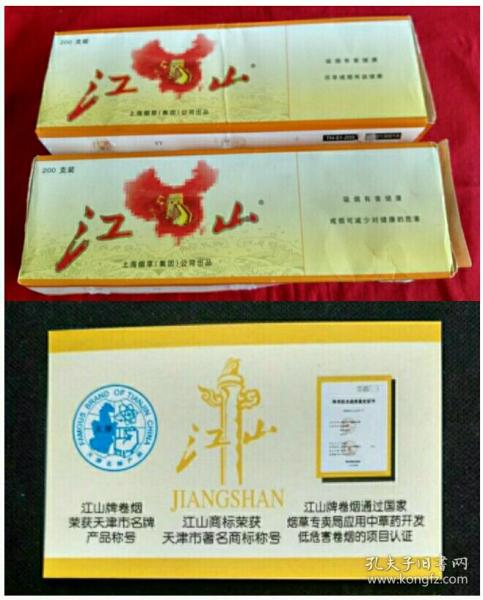 200 支装
江山
®
吸烟有害健康
尽早戒烟有益健康
上海烟草(集团)公司出品
200 支装
江山
®
吸烟有害健康
戒烟可减少对健康的危害
上海烟草(集团)公司出品
FAMOUS BRAND OF TIANJIN CHINA
天津名牌产品
江山
JIANGSHAN
江山牌卷烟
荣获天津市名牌
产品称号
江山商标荣获
天津市著名商标称号
江山牌卷烟通过国家
烟草专卖局应用中草药开发
低危害卷烟的项目认证
孔夫子旧书网
www.kongfz.com